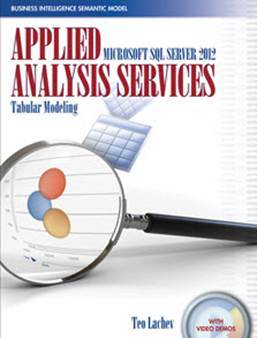 BUSINESS INTELLIGENCE SEMANTIC MODEL
APPLIED
MICROSOFT SQL SERVER 2012
ANALYSIS SERVICES
Tabular Modeling
Teo Lachev
WITH
VIDEO DEMOS